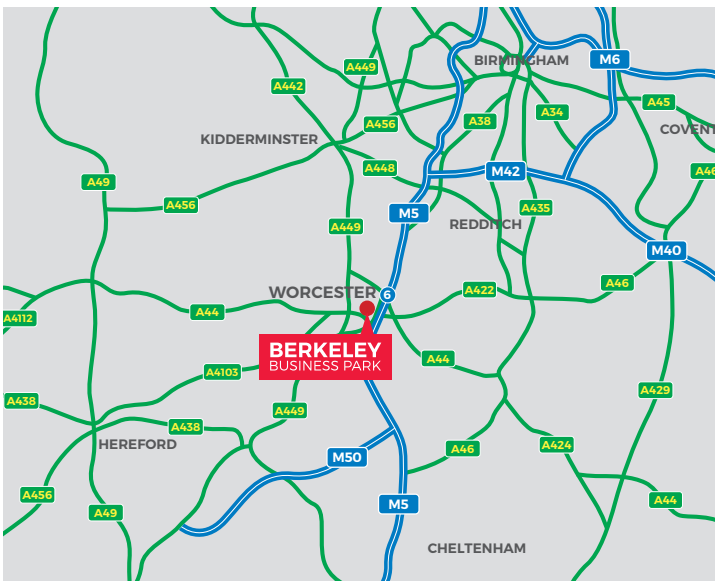 BIRMINGHAM
M6
A449
A442
A45
A34
A38
A456
COVENT
KIDDERMINSTER
A448
M42
A46
A49
A456
M5
A435
REDDITCH
A449
M40
A46
A422
WORCESTER
6
A44
A4112
BERKELEY
BUSINESS PARK
A44
A4103
A429
A438
A449
A438
HEREFORD
A424
A46
M50
A456
A44
M5
A49
CHELTENHAM